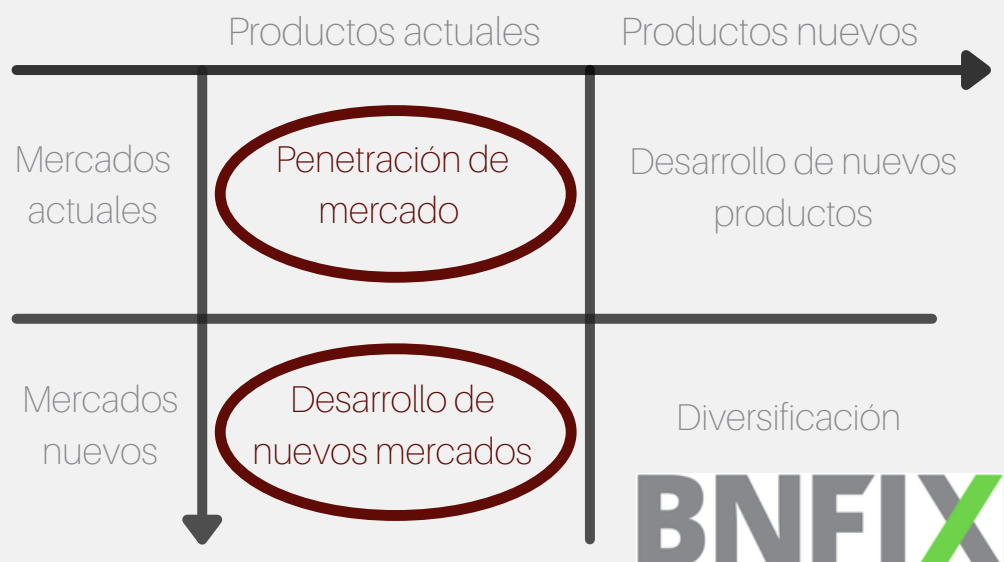 Productos actuales
Productos nuevos
Mercados
actuales
Penetración de
mercado
Desarrollo de nuevos
productos
Mercados
nuevos
Desarrollo de
nuevos mercados
Diversificación
BNFIX